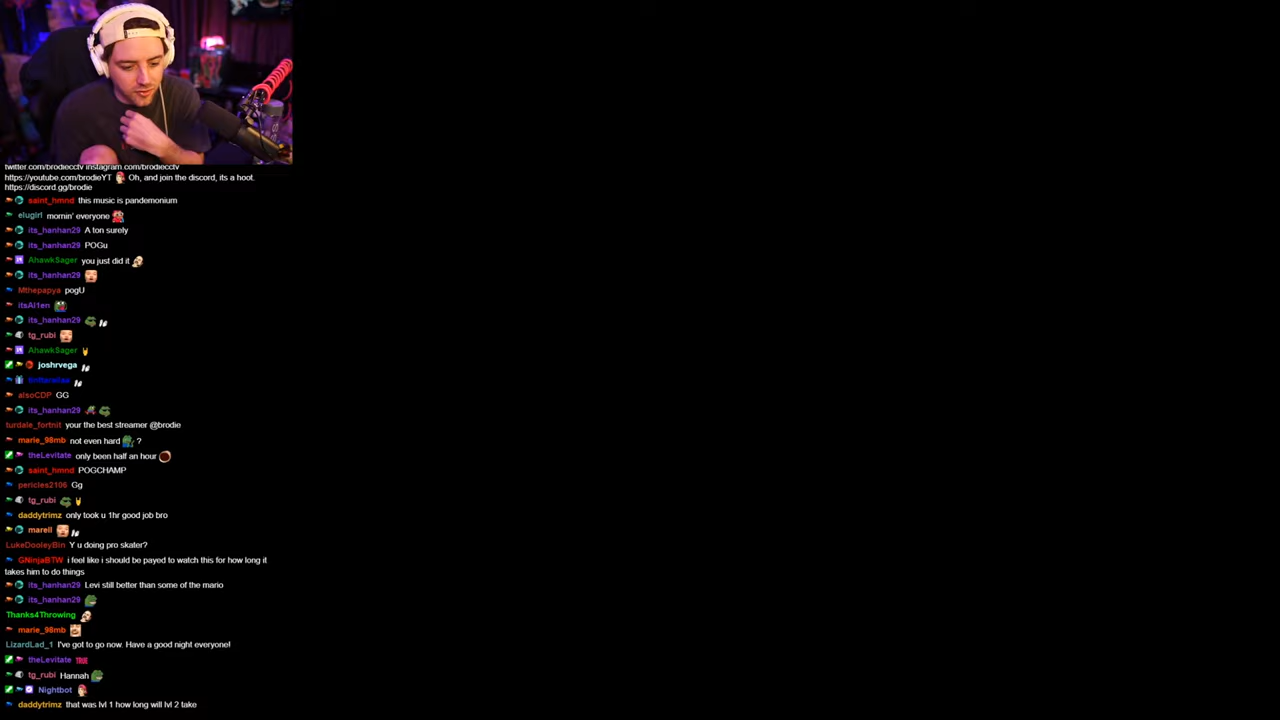 twitter.com/brodiecctv instagram.com/brodiecctv
https://youtube.com/brodieYT Oh, and join the discord, its a hoot.
https://discord.gg/brodie
saint_hmnd this music is pandemonium
elugirl mornin' everyone
its_hanhan29 A ton surely
its_hanhan29 POGu
AhawkSager you just did it
its_hanhan29
Mthepapya pogU
itsAl1en
its_hanhan29
tg_rubi
AhawkSager
joshrvega
alsoCDP GG
its_hanhan29
turdale_fortnit your the best streamer @brodie
marie_98mb not even hard ?
theLevitate only been half an hour
saint_hmnd POGCHAMP
pericles2106 Gg
tg_rubi
daddytrimz only took u 1hr good job bro
marell
LukeDooleyBin Y u doing pro skater?
GNinjaBTW i feel like i should be payed to watch this for how long it
takes him to do things
its_hanhan29 Levi still better than some of the mario
its_hanhan29
Thanks4Throwing
marie_98mb
LizardLad_1 I've got to go now. Have a good night everyone!
theLevitate TRUE
tg_rubi Hannah
Nightbot
daddytrimz that was lvl 1 how long will lvl 2 take